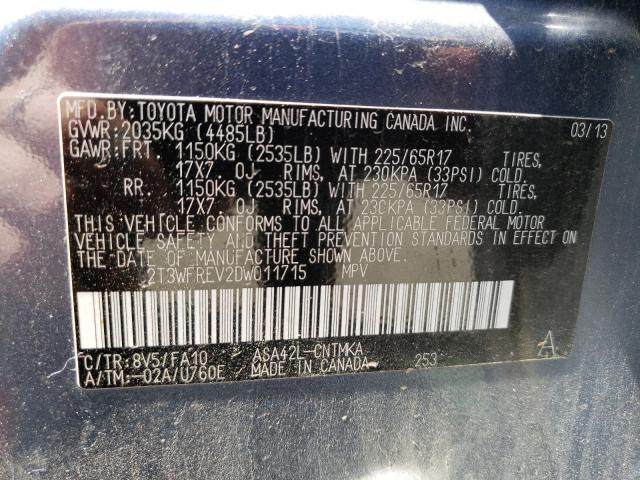 MFD.BY:TOYOTA MOTOR MANUFACTURING CANADA INC.
GVWR:2035KG (4485LB) 03/13
GAWR:FRT. 1150KG (2535LB) WITH 225/65R17 TIRES,
17X7. 0J RIMS, AT 230KPA (33PSI) COLD.
RR. 1150KG (2535LB) WITH 225/65R17 TIRES,
17X7 0J RIMS, AT 230KPA (33PSI) COLD.
THIS VEHICLE CONFORMS TO ALL APPLICABLE FEDERAL MOTOR
VEHICLE SAFETY AND THEFT PREVENTION STANDARDS IN EFFECT ON
THE DATE OF MANUFACTURE SHOWN ABOVE.
2T3WFREV2DW011715 MPV
C/TR:8V5/FA10 ASA42L-CNTMKA
A/TM:-02A/U760E MADE IN CANADA 253 A